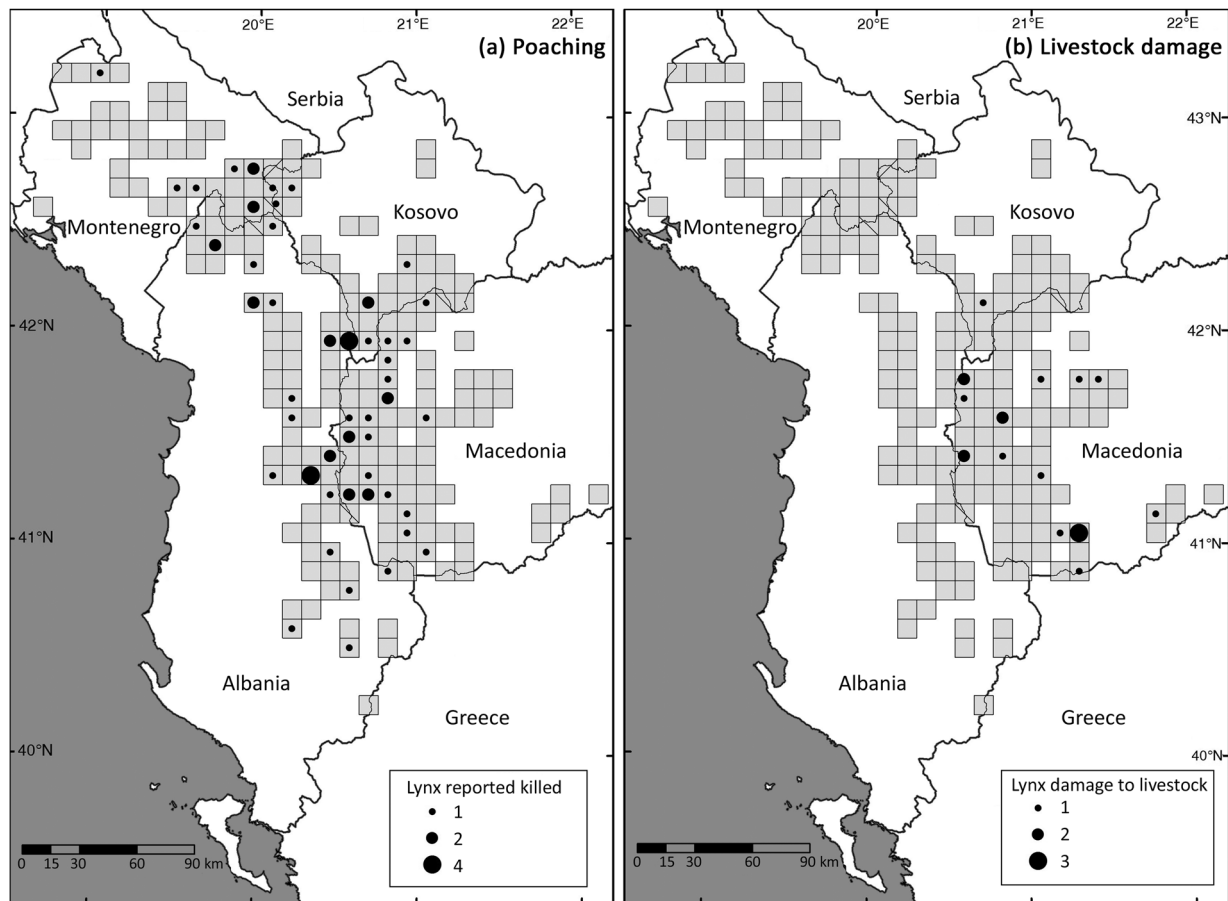 20°E 21°E 22°E
(a) Poaching
Serbia
Kosovo
Montenegro
42°N
Macedonia
41°N
Albania
Greece
40°N
Lynx reported killed
1
2
4
0 15 30 60 90 km
20°E 21°E 22°E
(b) Livestock damage
Serbia
43°N
Kosovo
Montenegro
42°N
Macedonia
41°N
Albania
Greece
40°N
Lynx damage to livestock
1
2
3
0 15 30 60 90 km